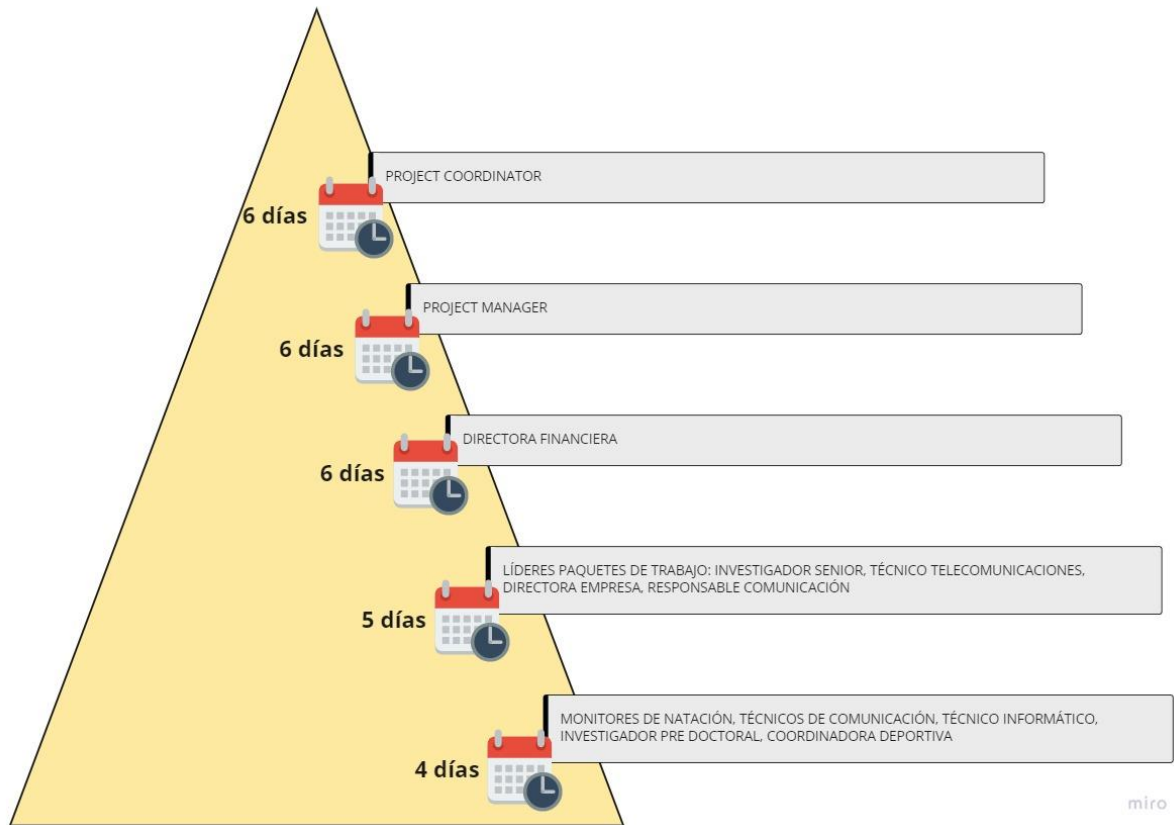 PROJECT COORDINATOR
6 días
PROJECT MANAGER
6 días
DIRECTORA FINANCIERA
6 días
LÍDERES PAQUETES DE TRABAJO: INVESTIGADOR SENIOR, TÉCNICO TELECOMUNICACIONES,
DIRECTORA EMPRESA, RESPONSABLE COMUNICACIÓN
5 días
MONITORES DE NATACIÓN, TÉCNICOS DE COMUNICACIÓN, TÉCNICO INFORMÁTICO,
INVESTIGADOR PRE DOCTORAL, COORDINADORA DEPORTIVA
4 días
miro